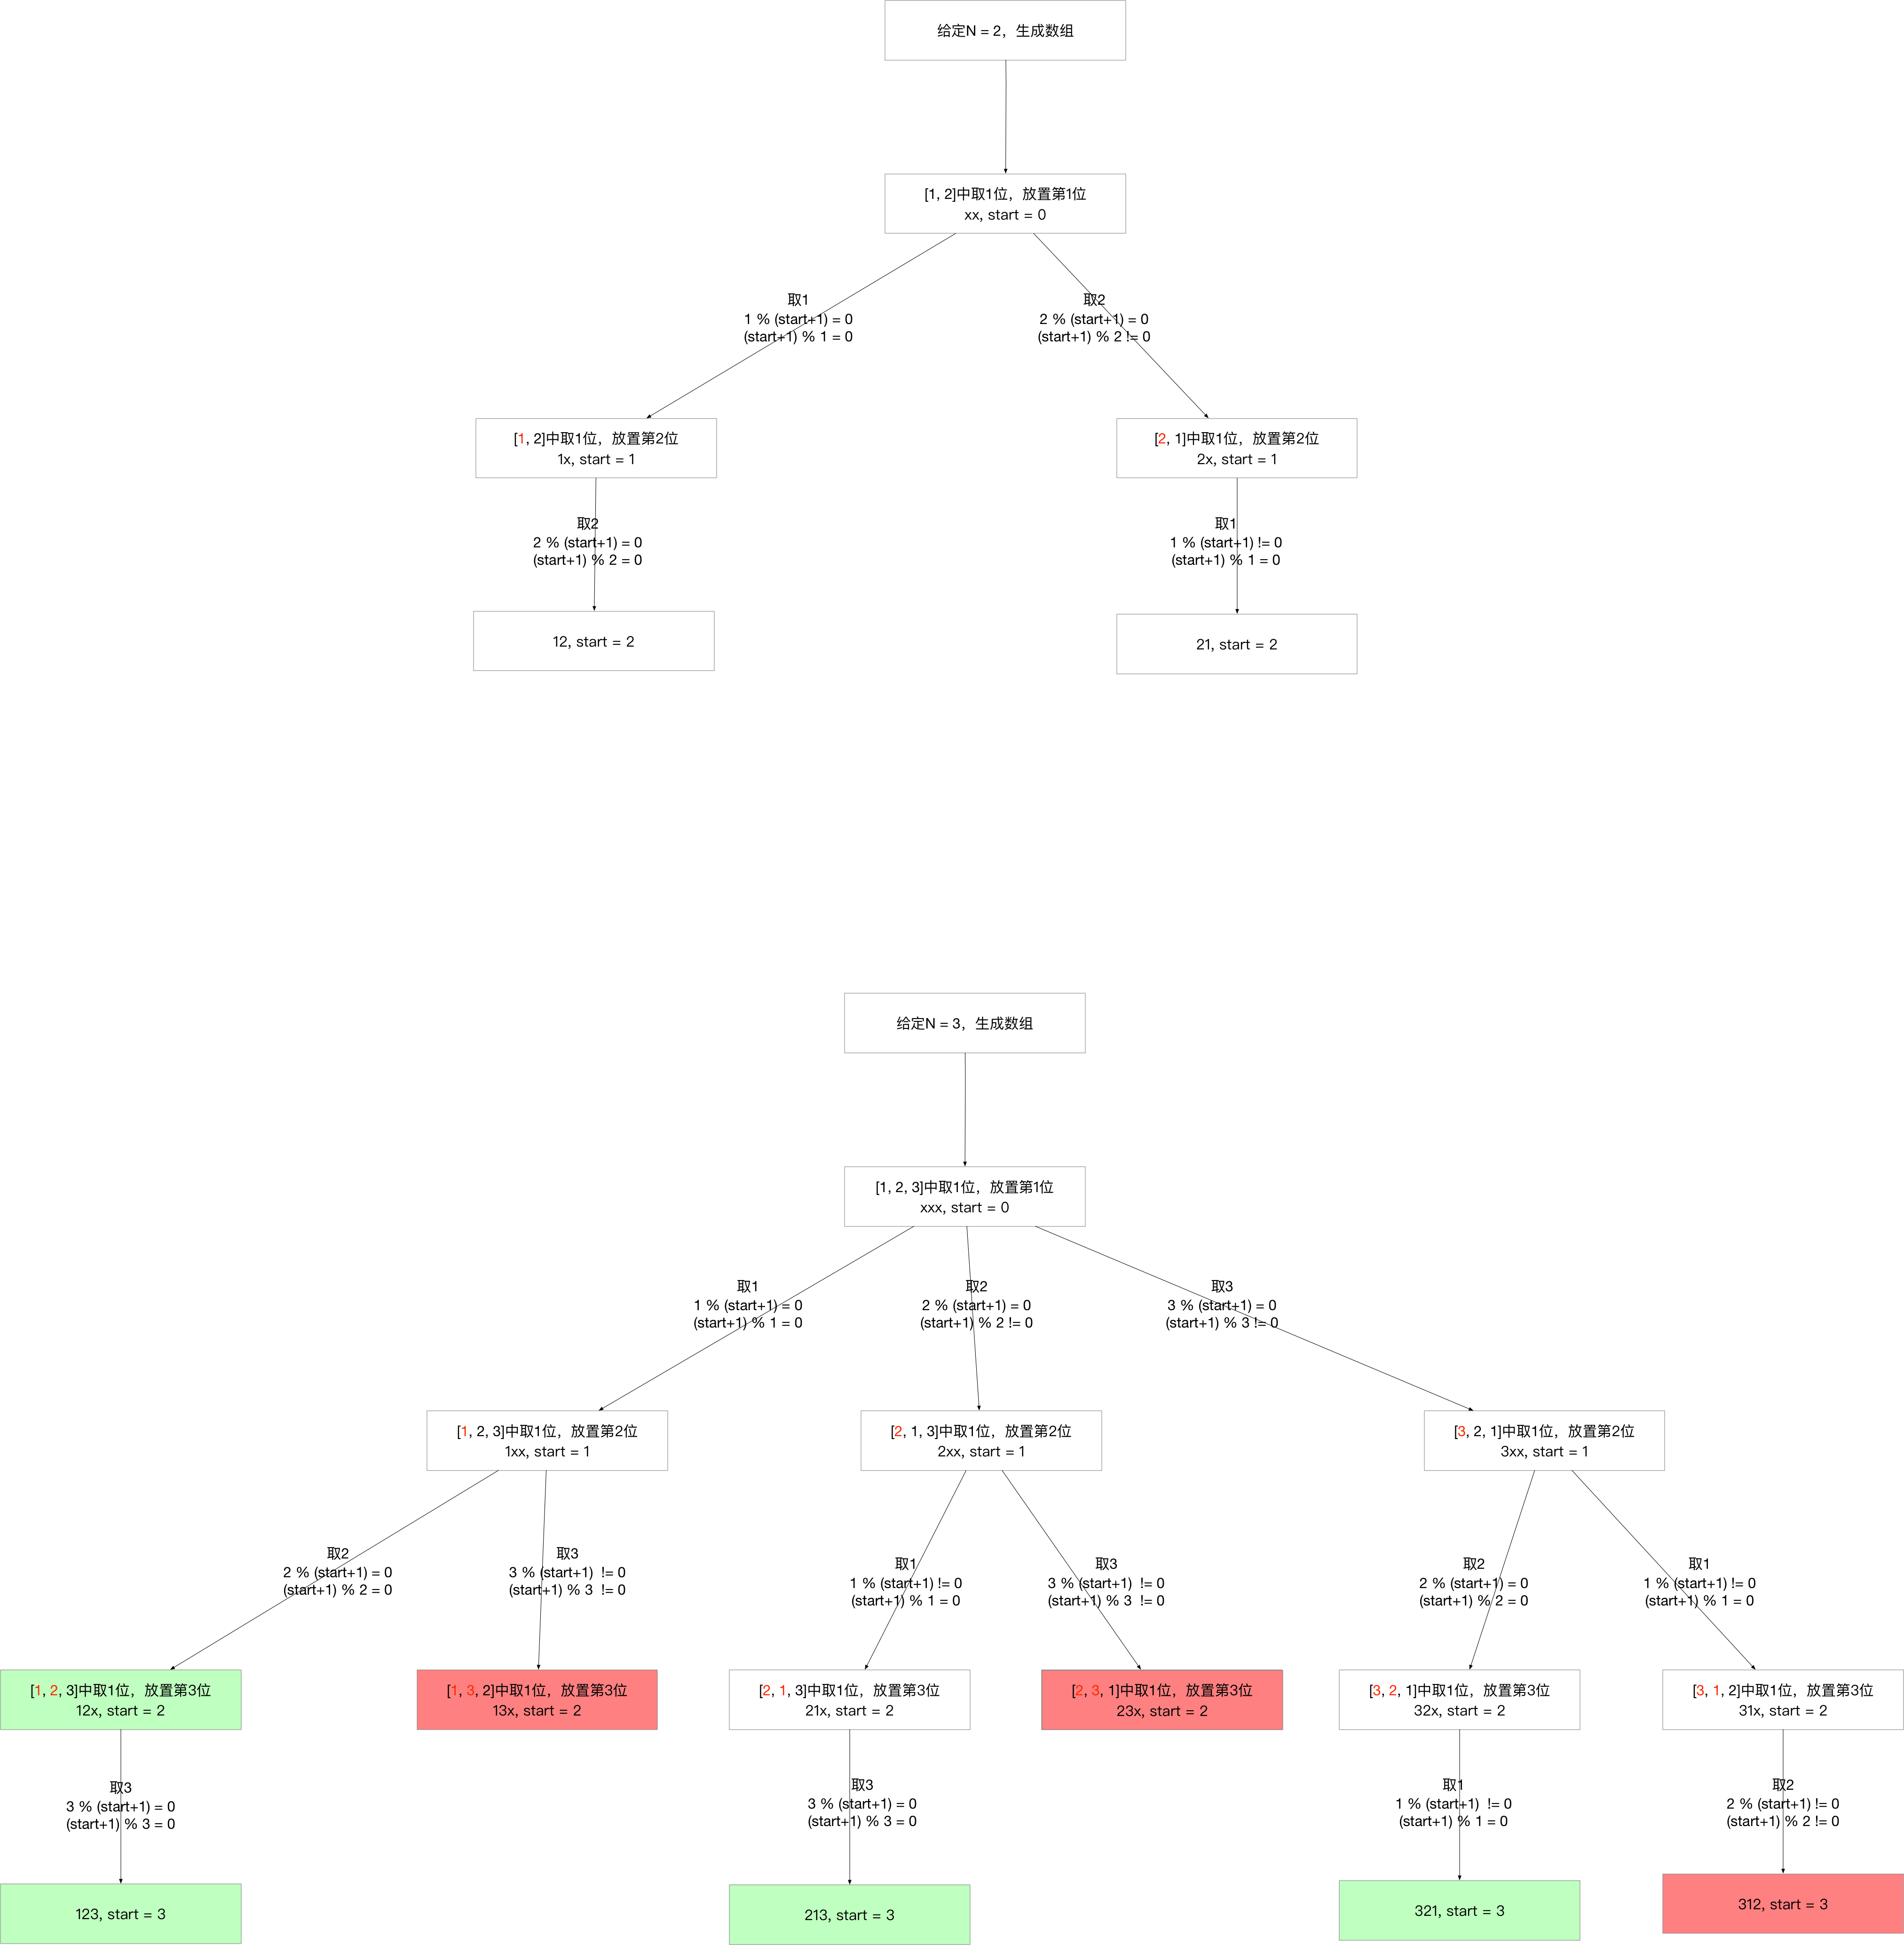 给定N = 2，生成数组
[1, 2]中取1位，放置第1位
xx, start = 0
取1
1 % (start+1) = 0
(start+1) % 1 = 0
取2
2 % (start+1) = 0
(start+1) % 2 != 0
[1, 2]中取1位，放置第2位
1x, start = 1
[2, 1]中取1位，放置第2位
2x, start = 1
取2
2 % (start+1) = 0
(start+1) % 2 = 0
取1
1 % (start+1) != 0
(start+1) % 1 = 0
12, start = 2
21, start = 2
给定N = 3，生成数组
[1, 2, 3]中取1位，放置第1位
xxx, start = 0
取1
1 % (start+1) = 0
(start+1) % 1 = 0
取2
2 % (start+1) = 0
(start+1) % 2 != 0
取3
3 % (start+1) = 0
(start+1) % 3 != 0
[1, 2, 3]中取1位，放置第2位
1xx, start = 1
[2, 1, 3]中取1位，放置第2位
2xx, start = 1
[3, 2, 1]中取1位，放置第2位
3xx, start = 1
取2
2 % (start+1) = 0
(start+1) % 2 = 0
取3
3 % (start+1) != 0
(start+1) % 3 != 0
取1
1 % (start+1) != 0
(start+1) % 1 = 0
取3
3 % (start+1) != 0
(start+1) % 3 != 0
取2
2 % (start+1) = 0
(start+1) % 2 = 0
取1
1 % (start+1) != 0
(start+1) % 1 = 0
[1, 2, 3]中取1位，放置第3位
12x, start = 2
[1, 3, 2]中取1位，放置第3位
13x, start = 2
[2, 1, 3]中取1位，放置第3位
21x, start = 2
[2, 3, 1]中取1位，放置第3位
23x, start = 2
[3, 2, 1]中取1位，放置第3位
32x, start = 2
[3, 1, 2]中取1位，放置第3位
31x, start = 2
取3
3 % (start+1) = 0
(start+1) % 3 = 0
取3
3 % (start+1) = 0
(start+1) % 3 = 0
取1
1 % (start+1) != 0
(start+1) % 1 = 0
取2
2 % (start+1) != 0
(start+1) % 2 != 0
123, start = 3
213, start = 3
321, start = 3
312, start = 3